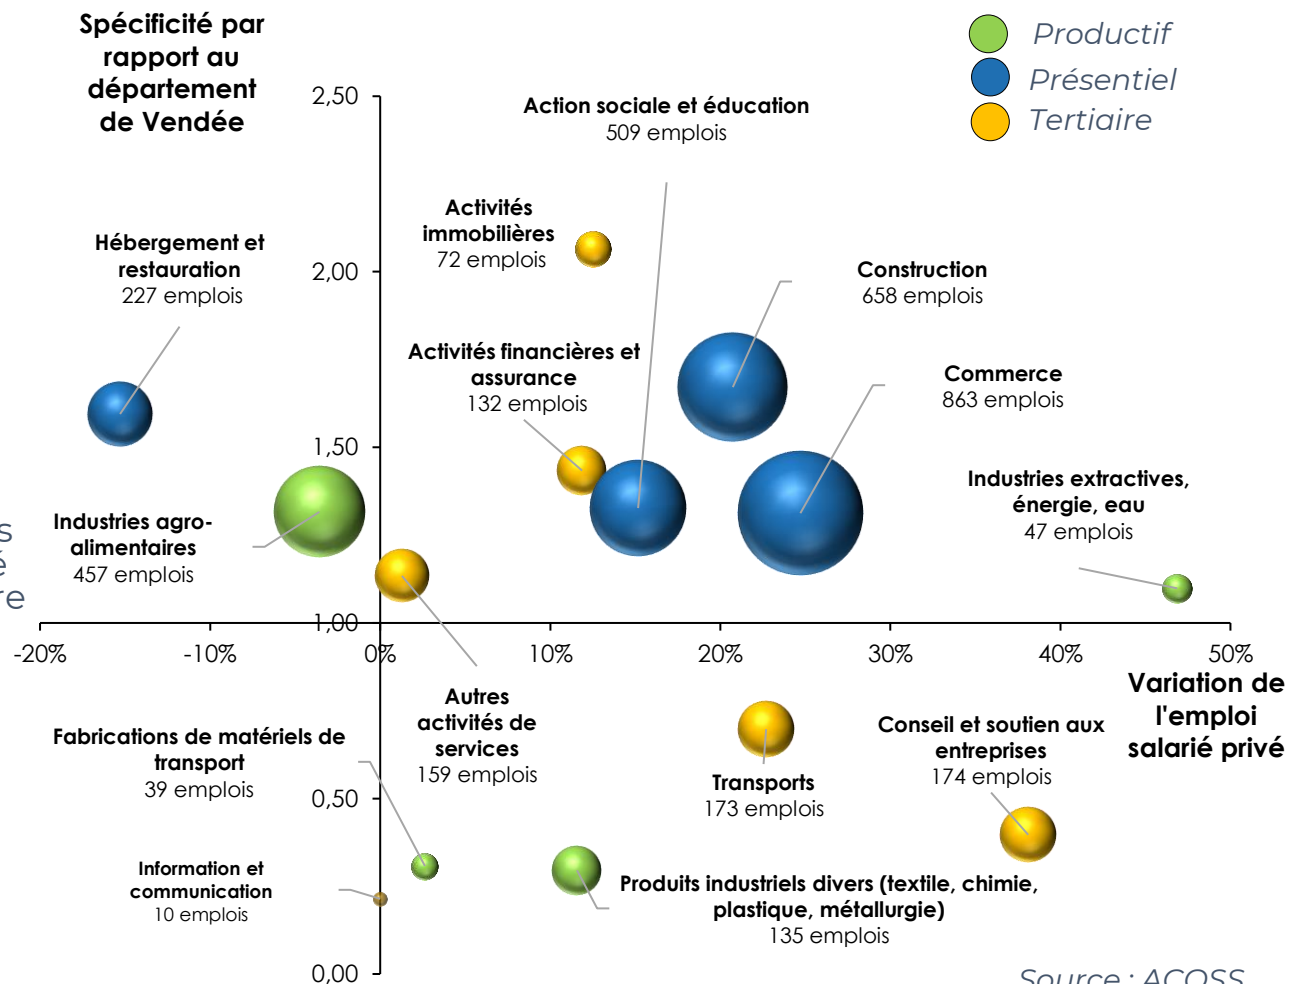 Spécificité par
rapport au
département
de Vendée
Productif
Présentiel
Tertiaire
2,50
2,00
1,50
1,00
0,50
0,00
-20%
-10%
0%
10%
20%
30%
40%
50%
Variation de
l'emploi
salarié privé
Action sociale et éducation
509 emplois
Activités
immobilières
72 emplois
Hébergement et
restauration
227 emplois
Construction
658 emplois
Activités financières et
assurance
132 emplois
Commerce
863 emplois
Industries extractives,
énergie, eau
47 emplois
Industries agro-
alimentaires
457 emplois
Autres
activités de
services
159 emplois
Fabrications de matériels de
transport
39 emplois
Transports
173 emplois
Conseil et soutien aux
entreprises
174 emplois
Information et
communication
10 emplois
Produits industriels divers (textile, chimie,
plastique, métallurgie)
135 emplois
Source : ACOSS